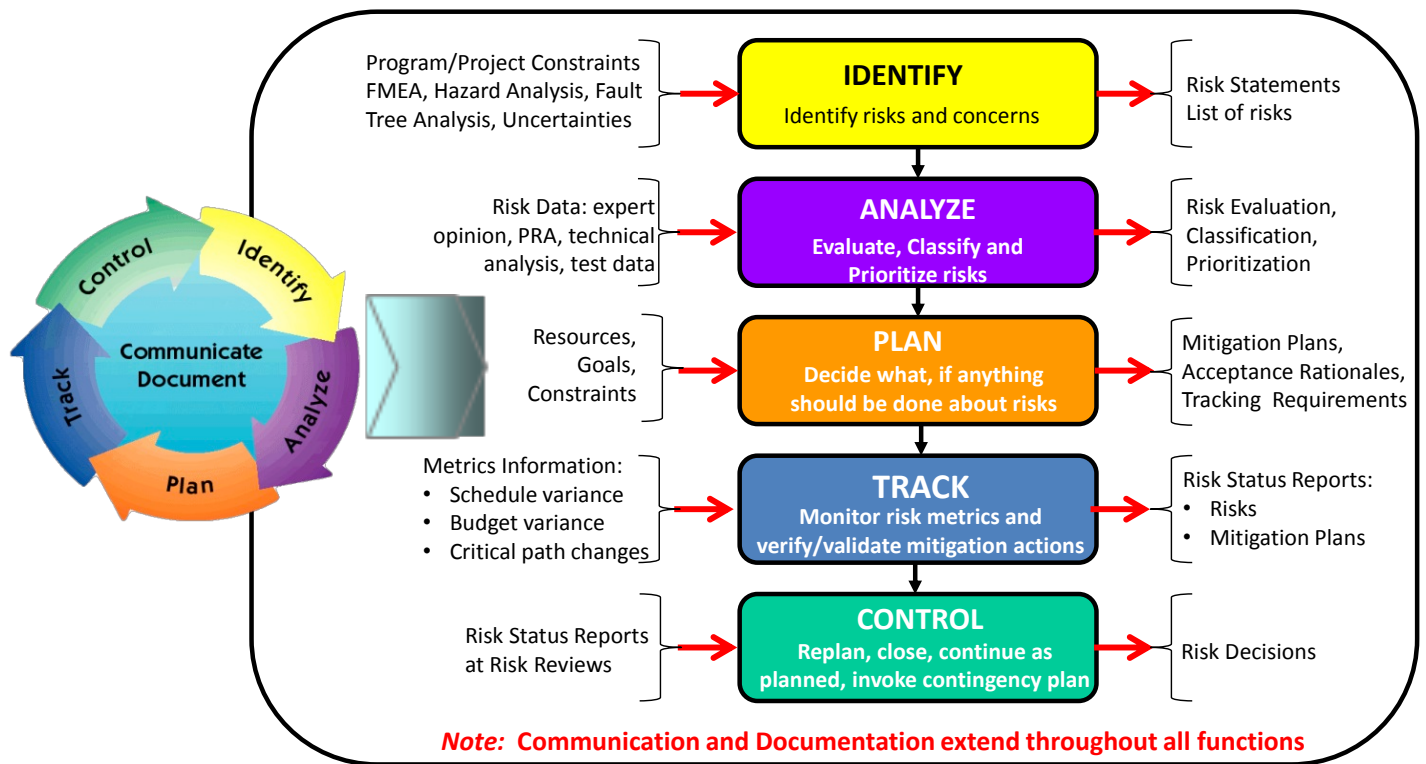 Control
Identify
Analyze
Plan
Track
Communicate
Document
Program/Project Constraints
FMEA, Hazard Analysis, Fault
Tree Analysis, Uncertainties
IDENTIFY
Identify risks and concerns
Risk Statements
List of risks
Risk Data: expert
opinion, PRA, technical
analysis, test data
ANALYZE
Evaluate, Classify and
Prioritize risks
Risk Evaluation,
Classification,
Prioritization
Resources,
Goals,
Constraints
PLAN
Decide what, if anything
should be done about risks
Mitigation Plans,
Acceptance Rationales,
Tracking Requirements
Metrics Information:
• Schedule variance
• Budget variance
• Critical path changes
TRACK
Monitor risk metrics and
verify/validate mitigation actions
Risk Status Reports:
• Risks
• Mitigation Plans
Risk Status Reports
at Risk Reviews
CONTROL
Replan, close, continue as
planned, invoke contingency plan
Risk Decisions
Note: Communication and Documentation extend throughout all functions